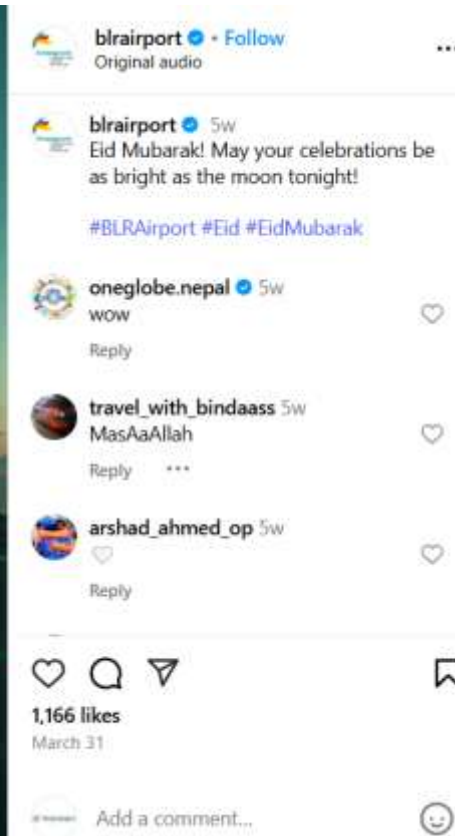 blrairport • Follow
Original audio
blrairport 5w
Eid Mubarak! May your celebrations be
as bright as the moon tonight!
#BLRAirport #Eid #EidMubarak
oneglobe.nepal 5w
wow
Reply
travel_with_bindaass 5w
MasAaAllah
Reply
arshad_ahmed_op 5w
Reply
1,166 likes
March 31
Add a comment...